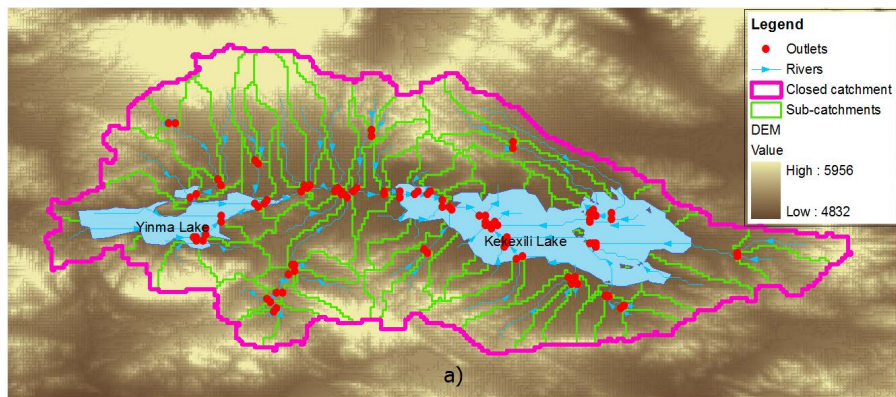 Legend
Outlets
Rivers
Closed catchment
Sub-catchments
DEM
Value
High : 5956
Low : 4832
Yinma Lake
Kekexili Lake
a)